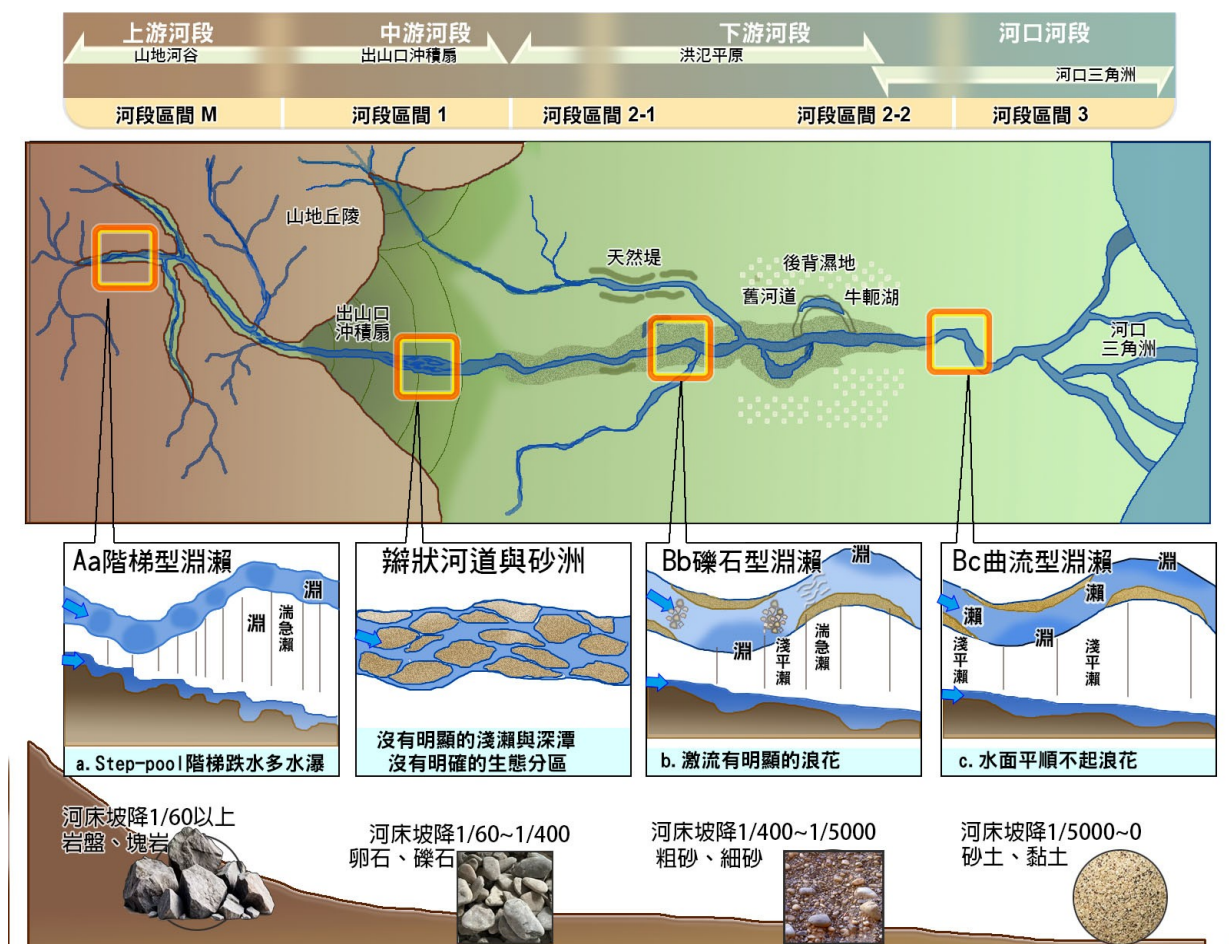 上游河段
中游河段
下游河段
河口河段
山地河谷
出山口沖積扇
洪氾平原
河口三角洲
河段區間 M
河段區間 1
河段區間 2-1
河段區間 2-2
河段區間 3
山地丘陵
天然堤
後背濕地
舊河道
牛軛湖
出山口
沖積扇
河口
三角洲
Aa階梯型淵瀨
淵
淵
湍急瀨
a. Step-pool階梯跌水多水瀑
辮狀河道與砂洲
沒有明顯的淺瀨與深潭
沒有明確的生態分區
Bb礫石型淵瀨
淵
淵
淺平瀨
湍急瀨
b. 激流有明顯的浪花
Bc曲流型淵瀨
淵
瀨
瀨
淵
淺平瀨
淺平瀨
c. 水面平順不起浪花
河床坡降1/60以上
岩盤、塊岩
河床坡降1/60~1/400
卵石、礫石
河床坡降1/400~1/5000
粗砂、細砂
河床坡降1/5000~0
砂土、黏土